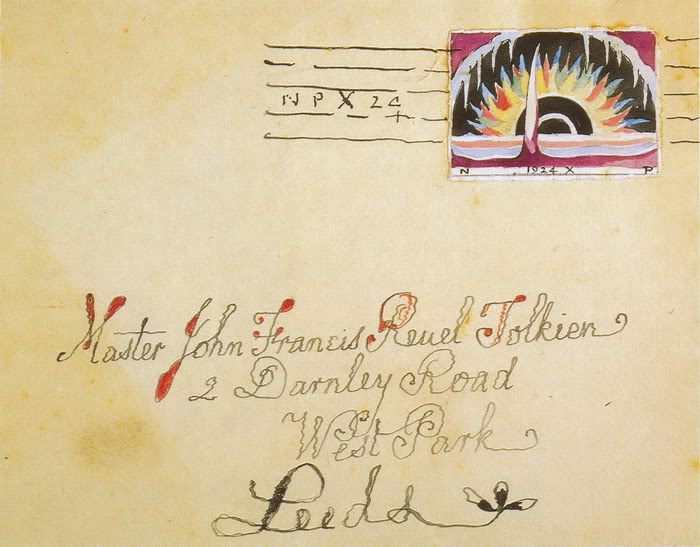 N P X 24
N 1924 X P
Master John Francis Reuel Tolkien
2 Darnley Road
West Park
Leeds